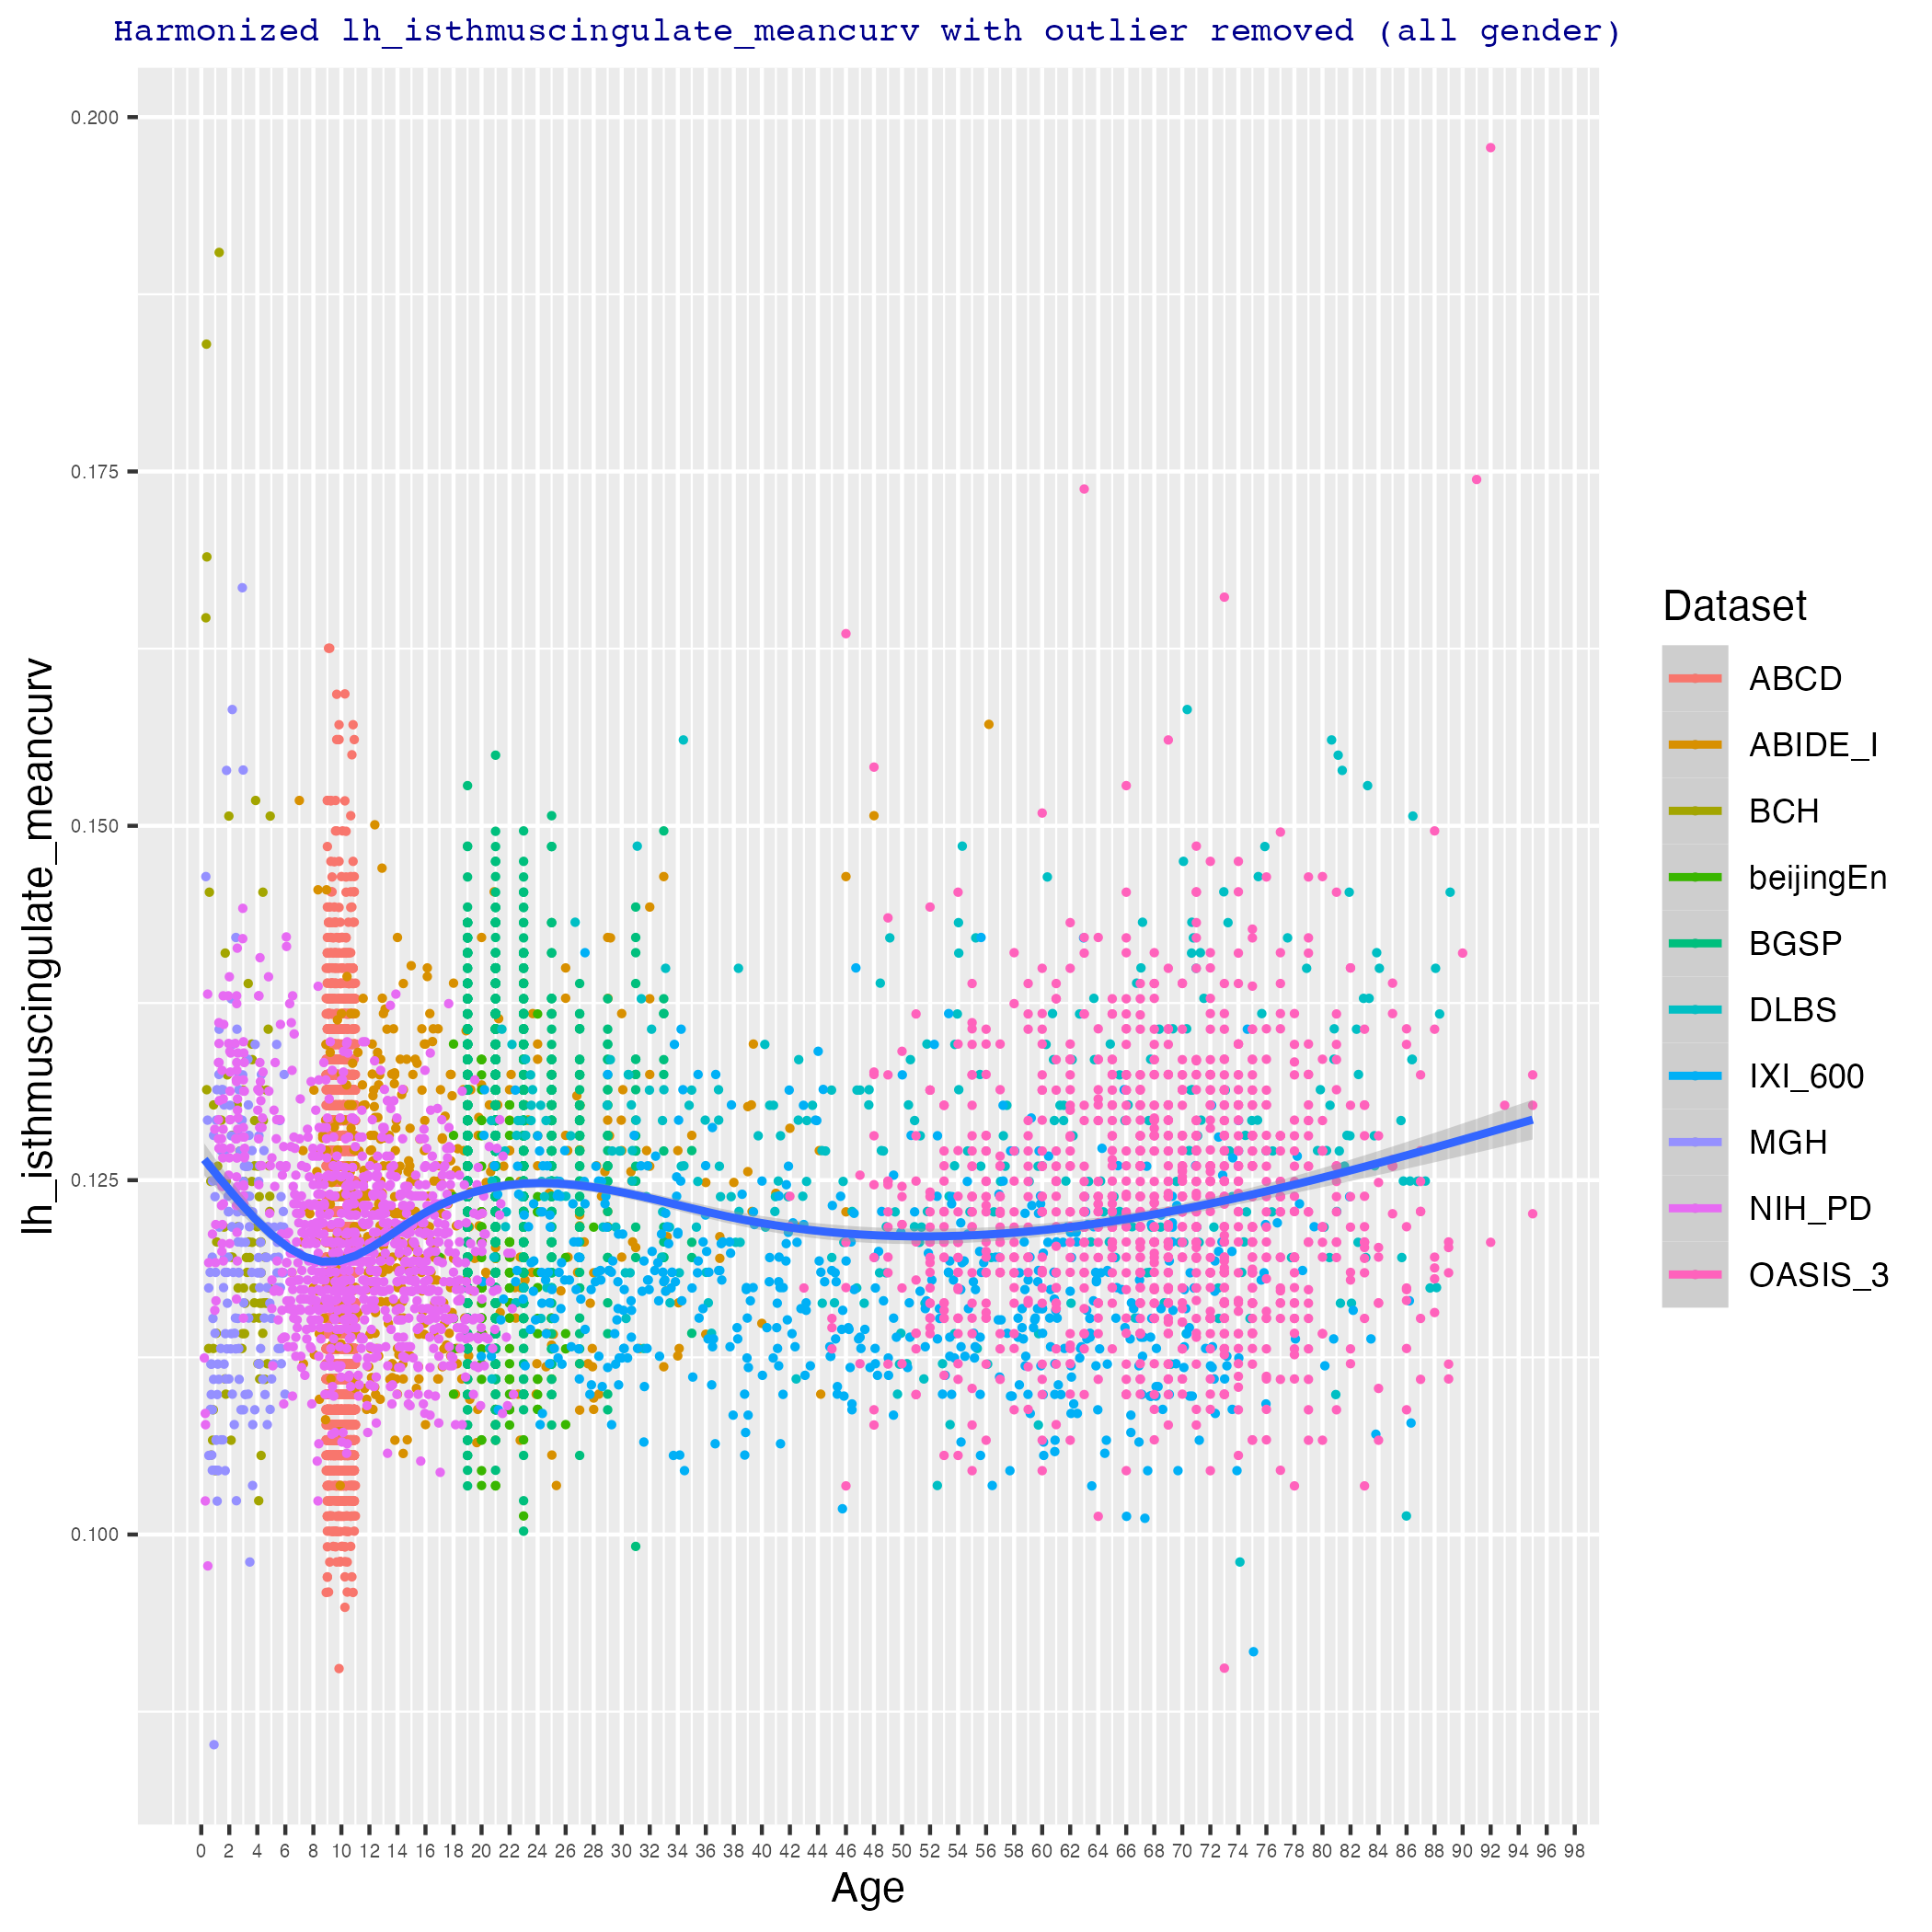 Harmonized lh_isthmuscingulate_meancurv with outlier removed (all gender)
lh_isthmuscingulate_meancurv
0.200
0.175
0.150
0.125
0.100
0 2 4 6 8 10 12 14 16 18 20 22 24 26 28 30 32 34 36 38 40 42 44 46 48 50 52 54 56 58 60 62 64 66 68 70 72 74 76 78 80 82 84 86 88 90 92 94 96 98
Age
Dataset
ABCD
ABIDE_I
BCH
beijingEn
BGSP
DLBS
IXI_600
MGH
NIH_PD
OASIS_3